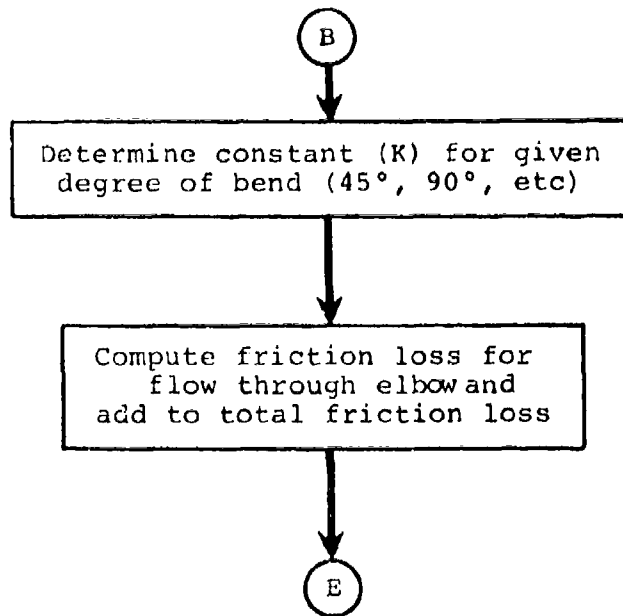 B
Determine constant (K) for given
degree of bend (45°, 90°, etc)
Compute friction loss for
flow through elbow and
add to total friction loss
E